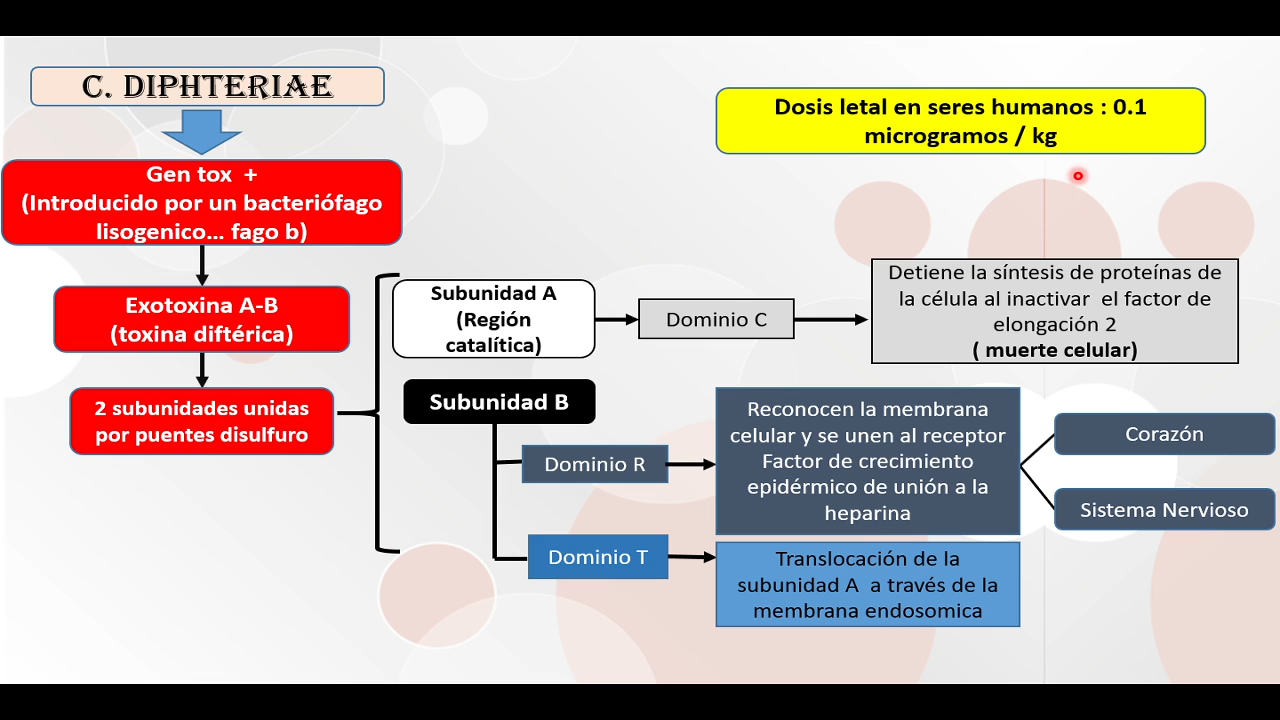 C. DIPHTERIAE
Dosis letal en seres humanos : 0.1
microgramos / kg
Gen tox +
(Introducido por un bacteriófago
lisogenico... fago b)
Exotoxina A-B
(toxina diftérica)
2 subunidades unidas
por puentes disulfuro
Subunidad A
(Región
catalítica)
Dominio C
Detiene la síntesis de proteínas de
la célula al inactivar el factor de
elongación 2
( muerte celular)
Subunidad B
Dominio R
Reconocen la membrana
celular y se unen al receptor
Factor de crecimiento
epidérmico de unión a la
heparina
Corazón
Sistema Nervioso
Dominio T
Translocación de la
subunidad A a través de la
membrana endosomica